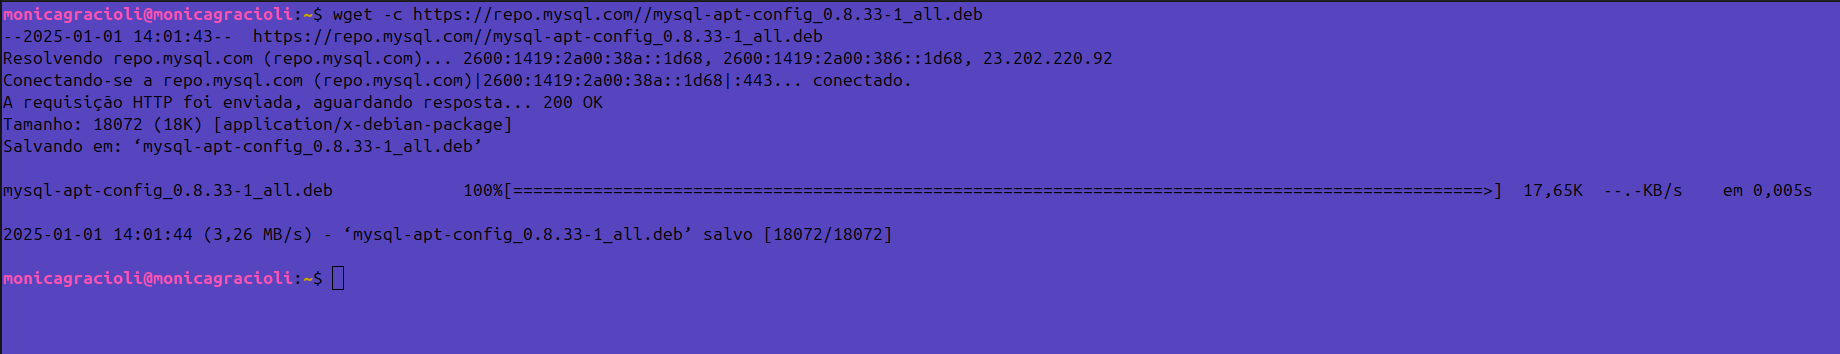 monicagracioli@monicagracioli:~$ wget -c https://repo.mysql.com//mysql-apt-config_0.8.33-1_all.deb
--2025-01-01 14:01:43--  https://repo.mysql.com//mysql-apt-config_0.8.33-1_all.deb
Resolvendo repo.mysql.com (repo.mysql.com)... 2600:1419:2a00:38a::1d68, 2600:1419:2a00:386::1d68, 23.202.220.92
Conectando-se a repo.mysql.com (repo.mysql.com)|2600:1419:2a00:38a::1d68|:443... conectado.
A requisição HTTP foi enviada, aguardando resposta... 200 OK
Tamanho: 18072 (18K) [application/x-debian-package]
Salvando em: ‘mysql-apt-config_0.8.33-1_all.deb’
mysql-apt-config_0.8.33-1_all.deb             100%[=================================================================================================>]  17,65K  --.-KB/s    em 0,005s
2025-01-01 14:01:44 (3,26 MB/s) - ‘mysql-apt-config_0.8.33-1_all.deb’ salvo [18072/18072]
monicagracioli@monicagracioli:~$